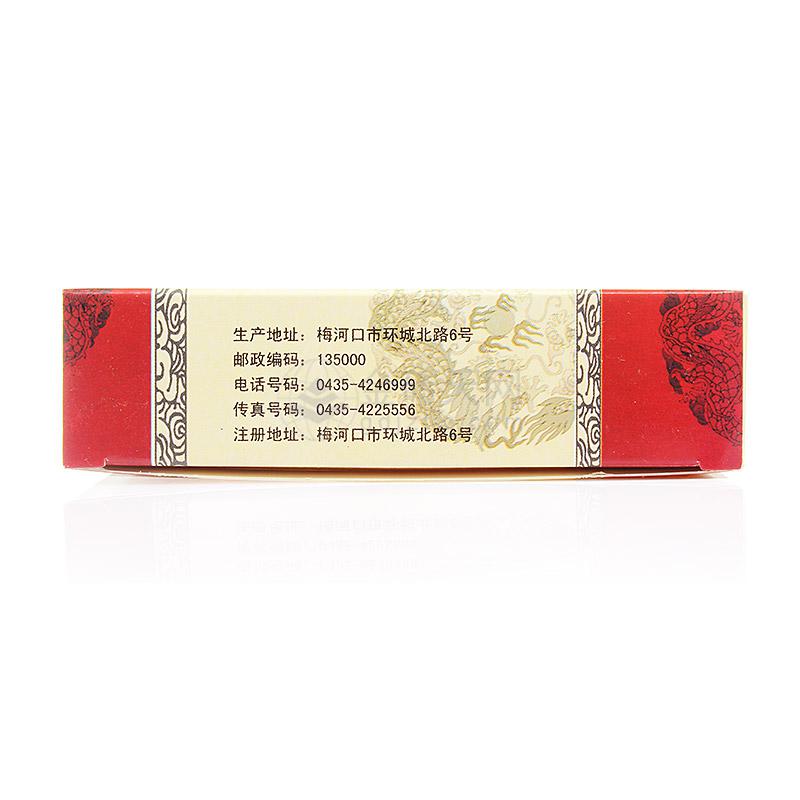 生产地址：梅河口市环城北路6号
邮政编码：135000
电话号码：0435-4246999
传真号码：0435-4225556
注册地址：梅河口市环城北路6号